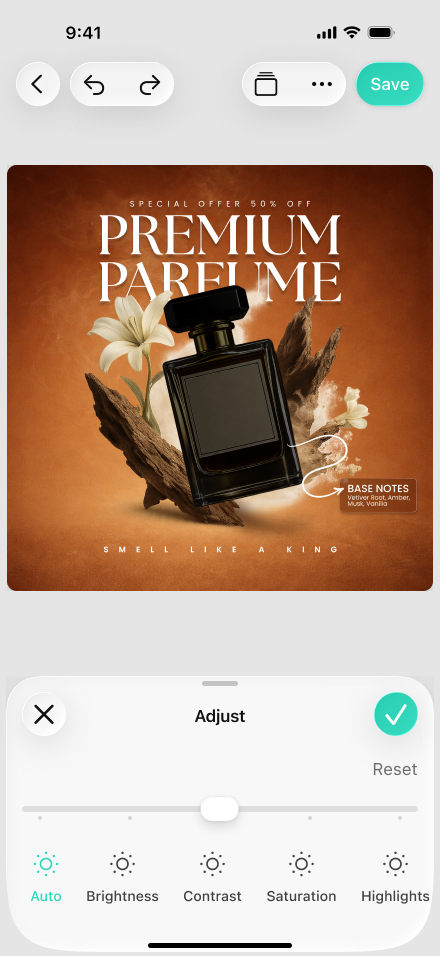 9:41
Save
SPECIAL OFFER 50% OFF
PREMIUM
PARFUME
BASE NOTES
Vetiver Root, Amber,
Musk, Vanilla
SMELL LIKE A KING
Adjust
Reset
Auto Brightness Contrast Saturation Highlights